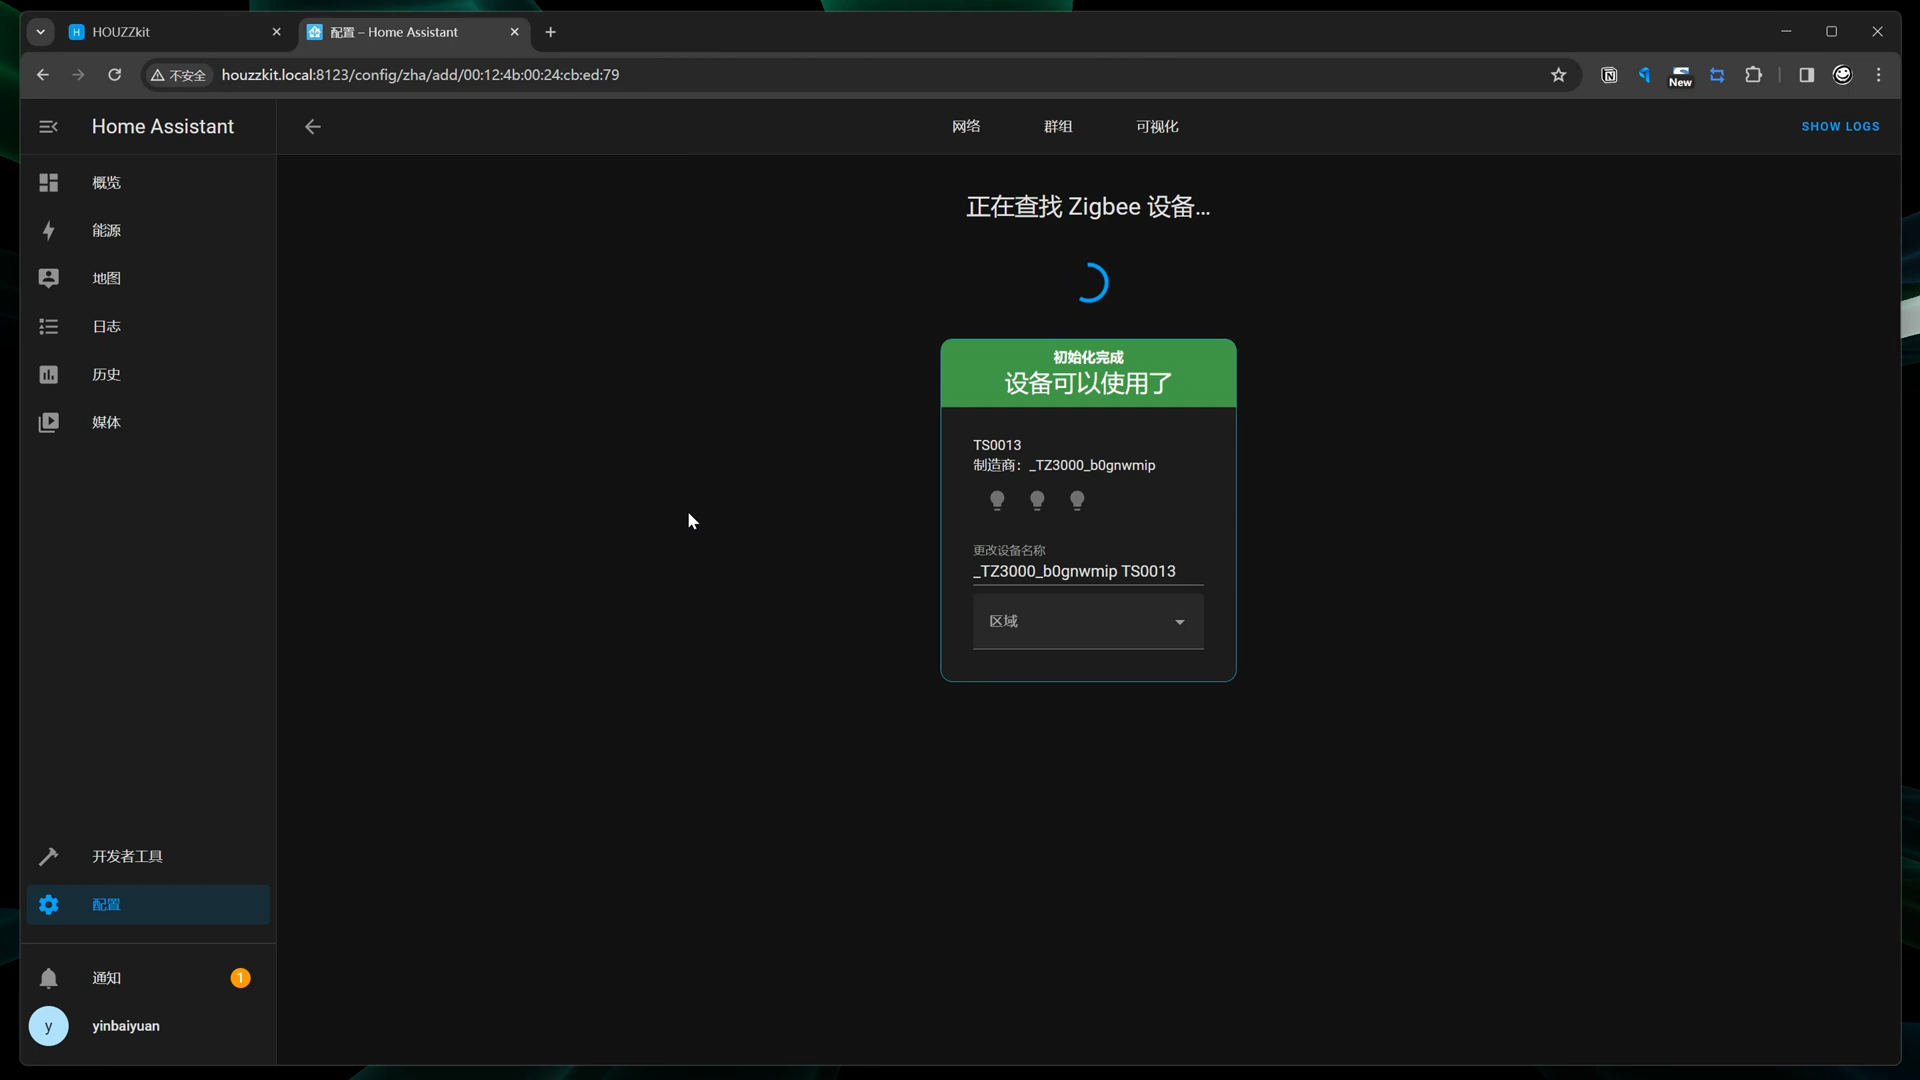 HOUZZkit
配置 – Home Assistant
不安全
houzzkit.local:8123/config/zha/add/00:12:4b:00:24:cb:ed:79
New
Home Assistant
网络
群组
可视化
SHOW LOGS
概览
能源
地图
日志
历史
媒体
正在查找 Zigbee 设备...
初始化完成
设备可以使用了
TS0013
制造商：_TZ3000_b0gnwmip
更改设备名称
_TZ3000_b0gnwmip TS0013
区域
开发者工具
配置
通知
1
y
yinbaiyuan